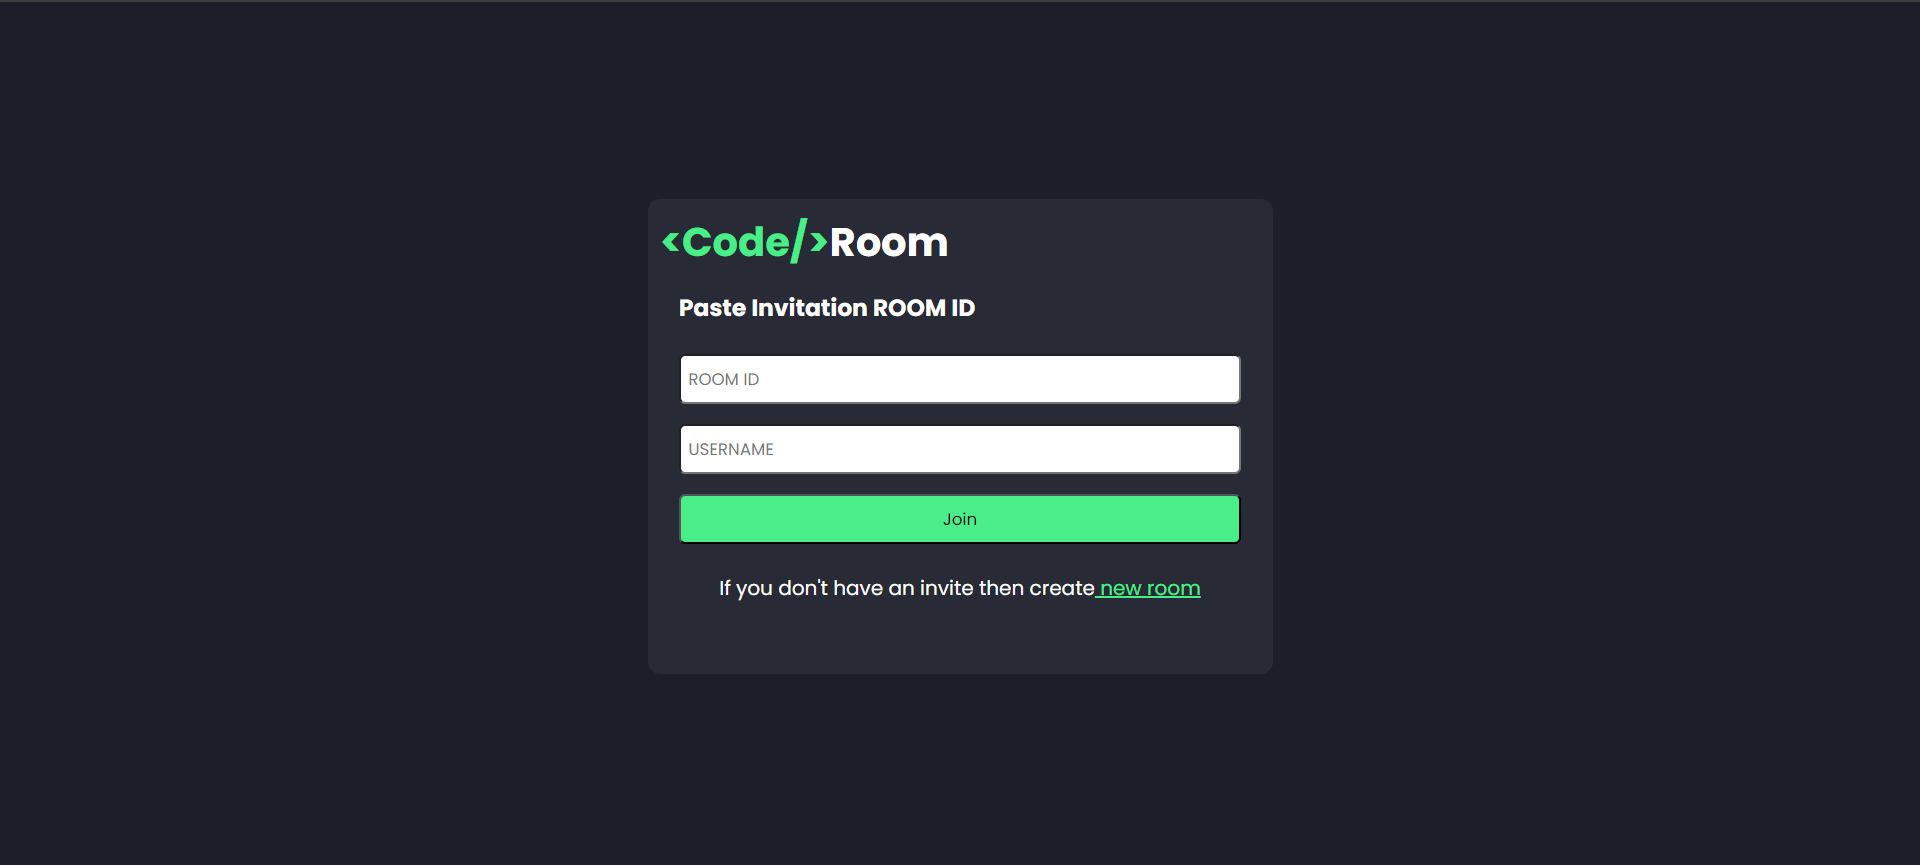 <Code/>Room
Paste Invitation ROOM ID
ROOM ID
USERNAME
Join
If you don't have an invite then create new room